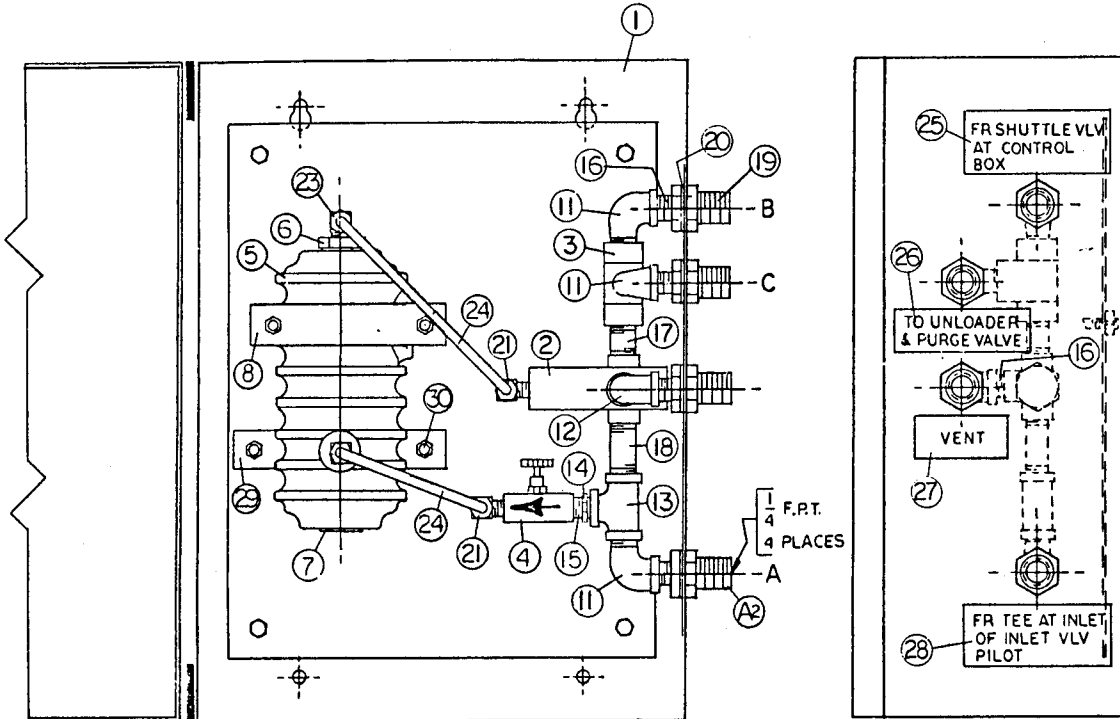 1
20
19
16
23
11
B
6
3
5
11
C
24
17
21
2
8
12
30
18
14
13
29
24
21
4
15
1/4 F.P.T.
4 PLACES
7
11
A
A2
25
FR SHUTTLE VLV
AT CONTROL
BOX
26
TO UNLOADER
& PURGE VALVE
16
VENT
27
FR TEE AT INLET
OF INLET VLV
PILOT
28